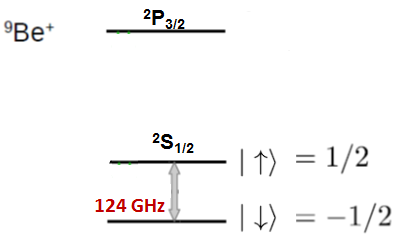 ²P₃/₂
⁹Be⁺
²S₁/₂
|↑⟩ = 1/2
124 GHz
|↓⟩ = −1/2